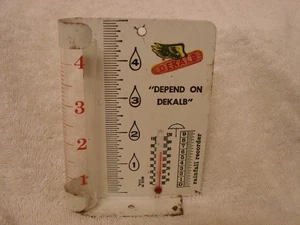 DEKALB
"DEPEND ON
DEKALB"
4
3
2
1
4
3
2
1
rainfall recorder